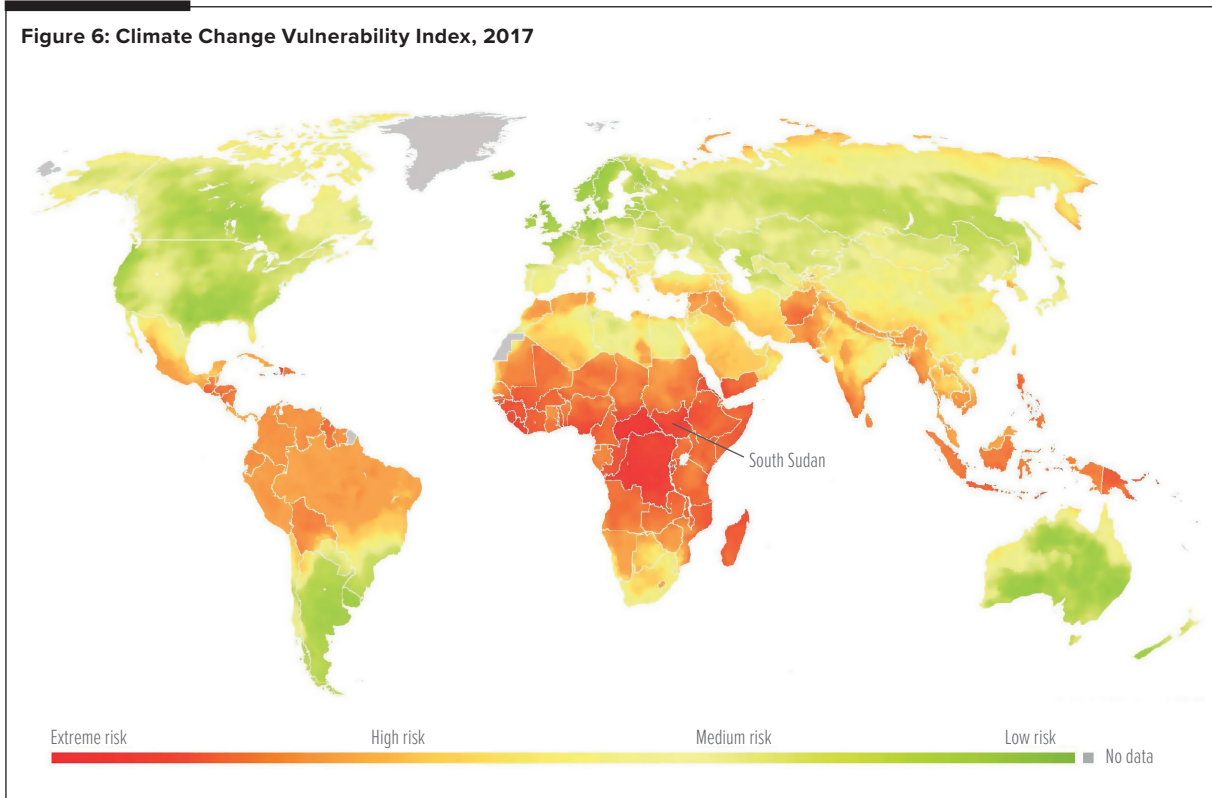 Figure 6: Climate Change Vulnerability Index, 2017
South Sudan
Extreme risk High risk Medium risk Low risk
No data